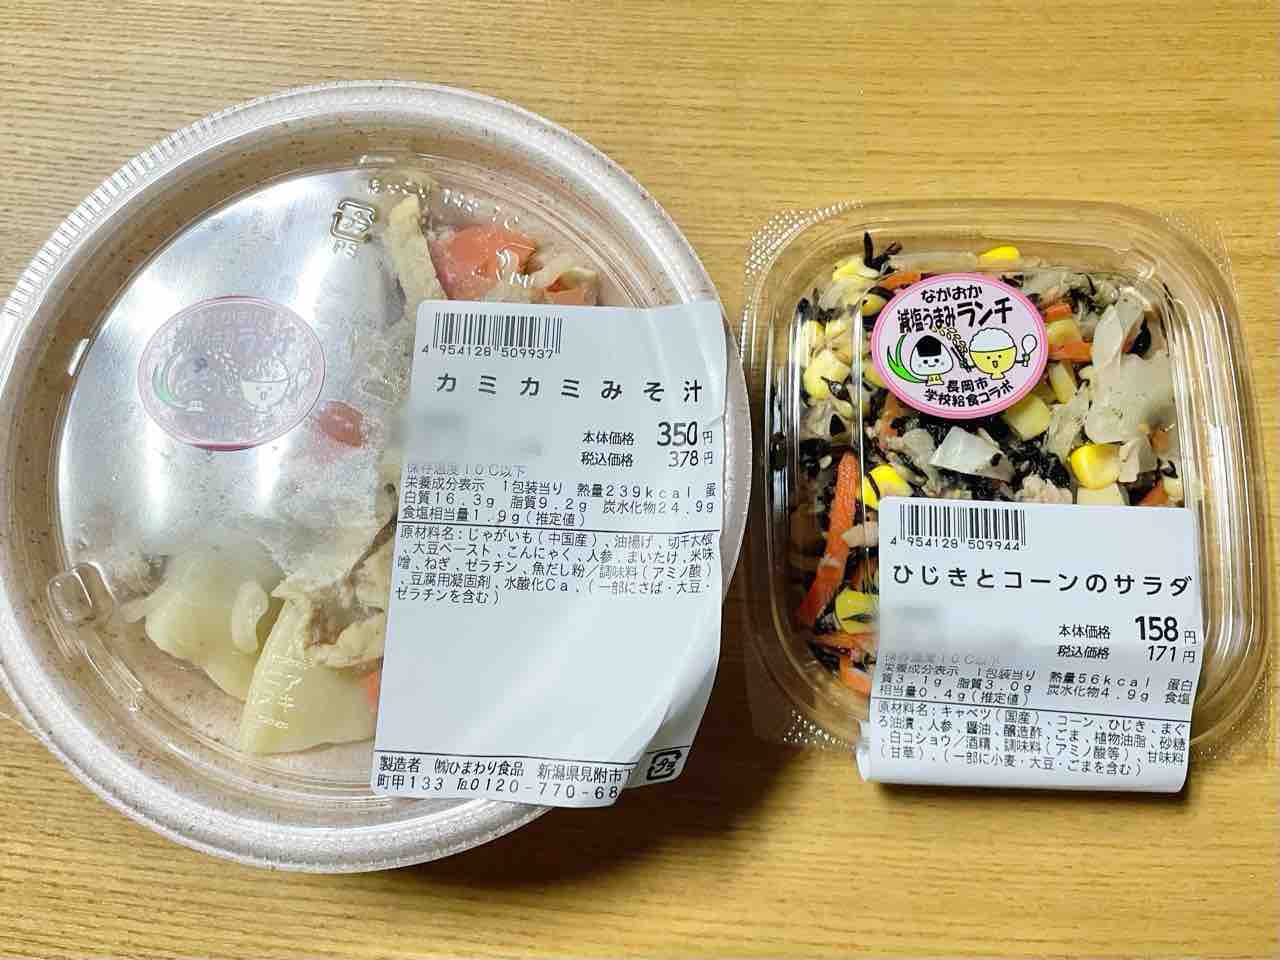 4 954128 509937
カミカミみそ汁
本体価格 350円
税込価格 378円
保存温度10℃以下
栄養成分表示 1包装当り 熱量239kcal 蛋
白質16.3g 脂質9.2g 炭水化物24.9g
食塩相当量1.9g(推定値)
原材料名:じゃがいも(中国産)、油揚げ、切干大根
、大豆ペースト、こんにゃく、人参、まいたけ、米味
噌、ねぎ、ゼラチン、魚だし粉/調味料(アミノ酸)
、豆腐用凝固剤、水酸化Ca、(一部にさば・大豆・
ゼラチンを含む)
製造者 ㈱ひまわり食品 新潟県見附市下
町甲133 ℡0120-770-68
プラ
ながおか
減塩うまみランチ
長岡市
学校給食コラボ
4 954128 509944
ひじきとコーンのサラダ
本体価格 158円
税込価格 171円
保存温度10℃以下
栄養成分表示 1包装当り 熱量56kcal 蛋白
質3.1g 脂質3.0g 炭水化物4.9g 食塩
相当量0.4g(推定値)
原材料名:キャベツ(国産)、コーン、ひじき、まぐ
ろ油漬、人参、醤油、醸造酢、ごま、植物油脂、砂糖
、白コショウ/酒精、調味料(アミノ酸等)、甘味料
(甘草)、(一部に小麦・大豆・ごまを含む)